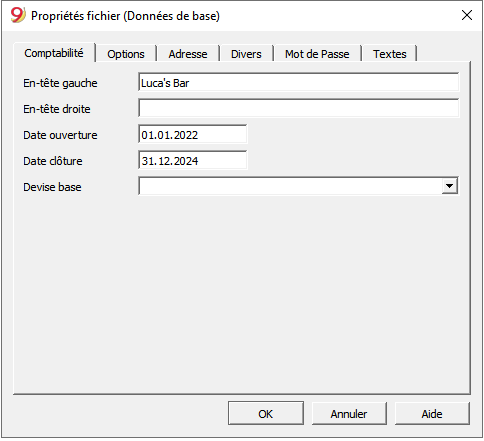 9 Propriétés fichier (Données de base)
Comptabilité Options Adresse Divers Mot de Passe Textes
En-tête gauche Luca's Bar
En-tête droite
Date ouverture 01.01.2022
Date clôture 31.12.2024
Devise base
OK Annuler Aide